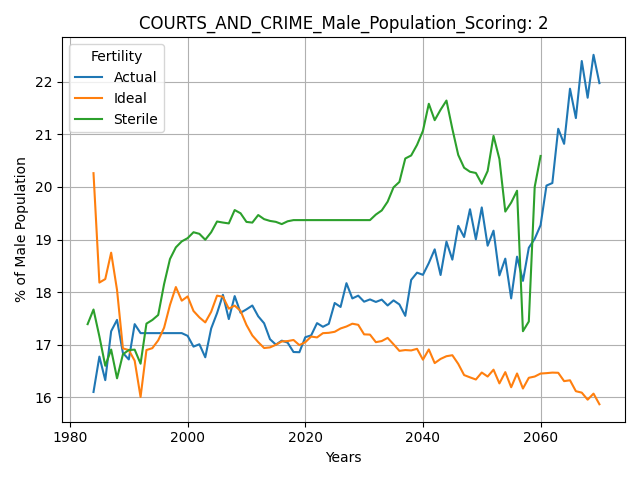 COURTS_AND_CRIME_Male_Population_Scoring: 2
Fertility
Actual
Ideal
Sterile
% of Male Population
22
21
20
19
18
17
16
1980
2000
2020
2040
2060
Years